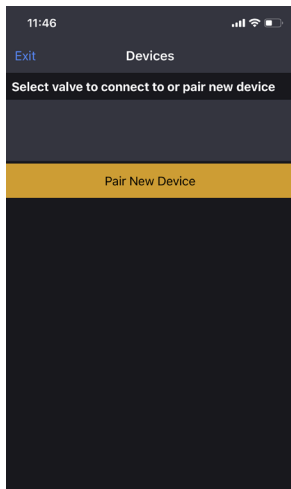 11:46
Exit Devices
Select valve to connect to or pair new device
Pair New Device